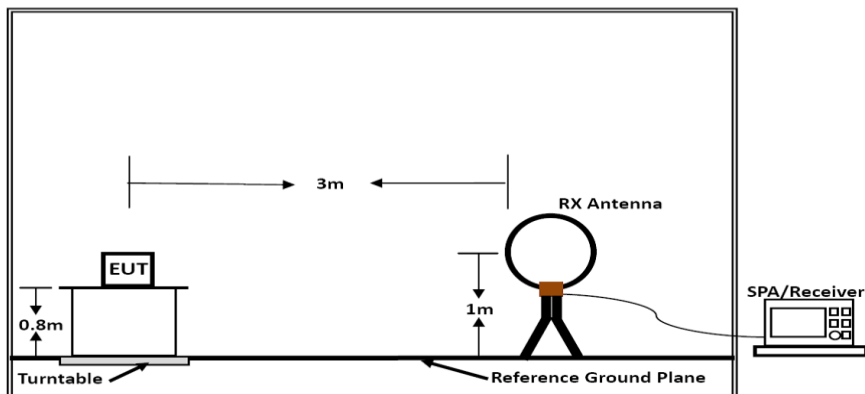 3m
RX Antenna
EUT
SPA/Receiver
0.8m
1m
Turntable
Reference Ground Plane